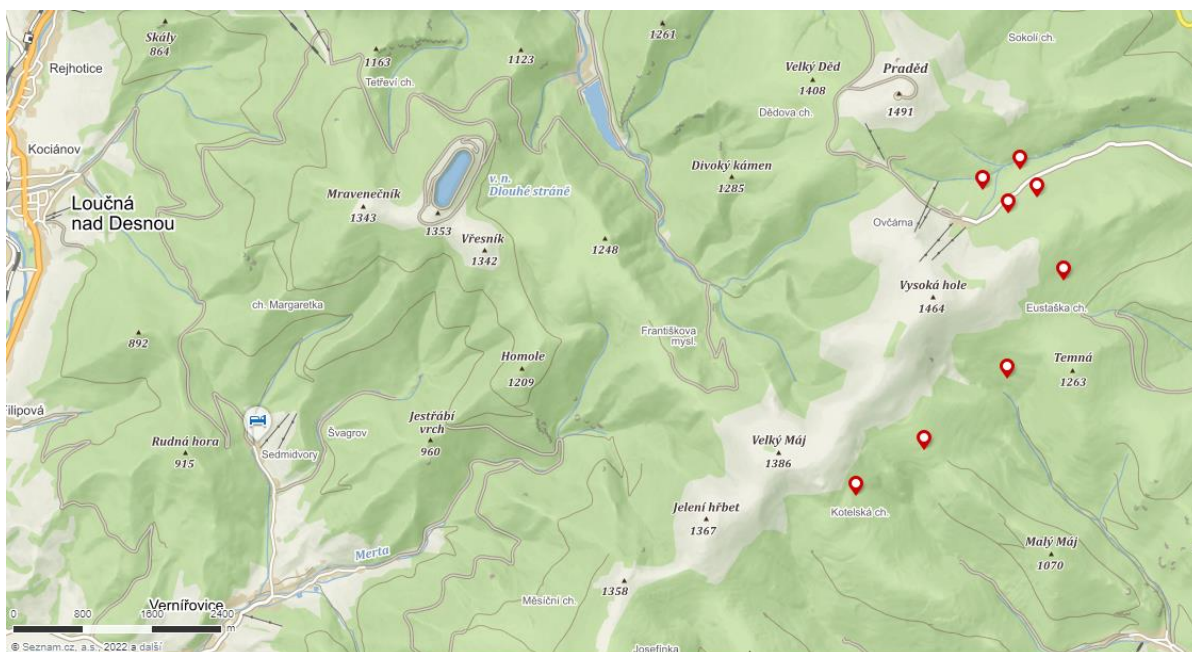 Skály
864
Rejhotice
1163
Tetřeví ch.
1123
1261
Velký Děd
1408
Dědova ch.
Praděd
1491
Sokolí ch.
Kociánov
Loučná
nad Desnou
Mravenečník
1343
v. n.
Dlouhé stráně
1353
Vřesník
1342
Divoký kámen
1285
1248
Ovčárna
Vysoká hole
1464
Eustaška ch.
ch. Margaretka
892
Františkova
mysl.
Homole
1209
Temná
1263
Filipová
Rudná hora
915
Sedmidvory
Švagrov
Jestřábí
vrch
960
Velký Máj
1386
Kotelská ch.
Jelení hřbet
1367
Malý Máj
1070
Merta
1358
Měsíční ch.
Vernířovice
Josefinka
0 800 1600 2400
m
© Seznam.cz, a.s., 2022 a další